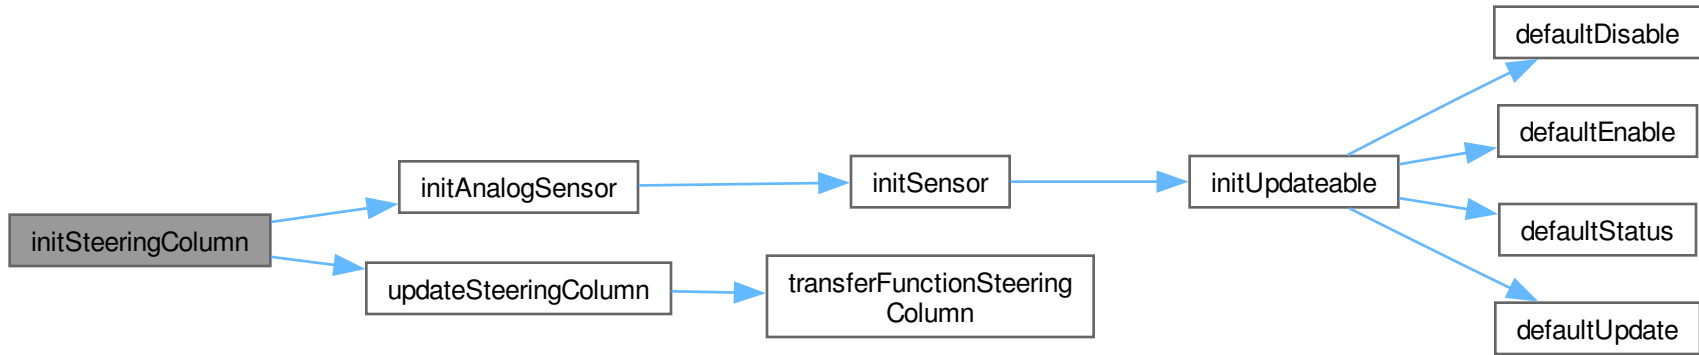 defaultDisable
defaultEnable
initAnalogSensor
initSensor
initUpdateable
initSteeringColumn
defaultStatus
updateSteeringColumn
transferFunctionSteering
Column
defaultUpdate